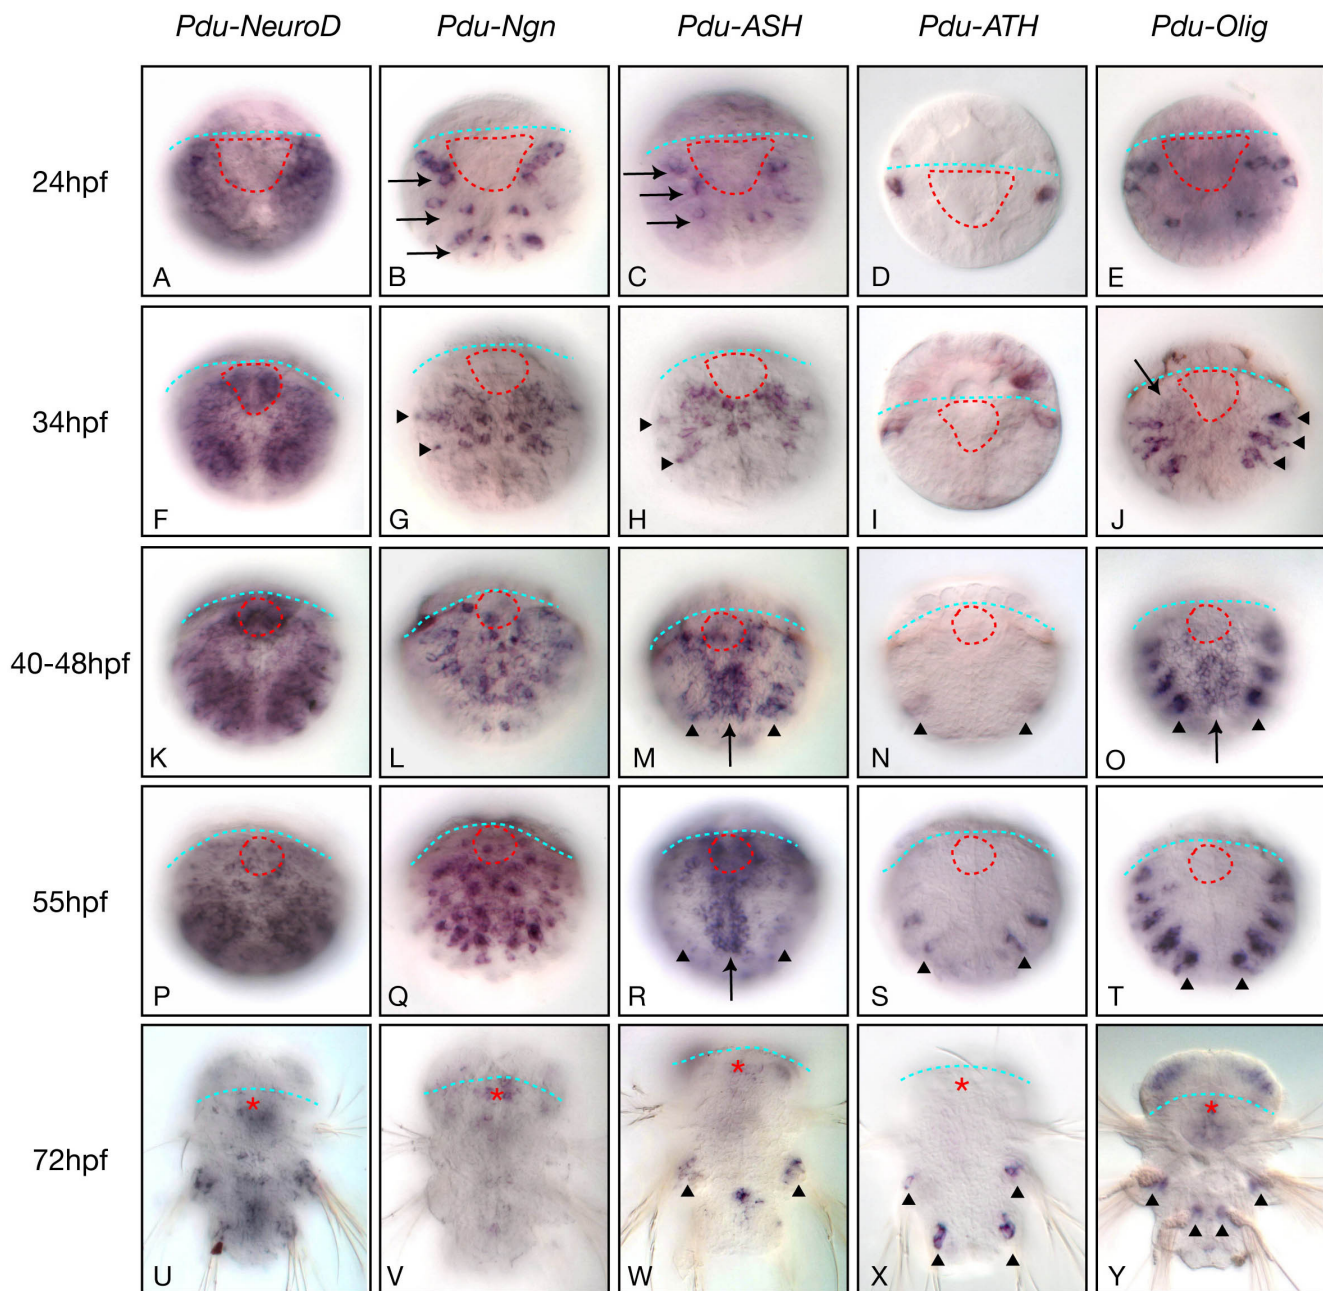 Pdu-NeuroD Pdu-Ngn Pdu-ASH Pdu-ATH Pdu-Olig
24hpf
A B C D E
34hpf
F G H I J
40-48hpf
K L M N O
55hpf
P Q R S T
72hpf
* * * * *
U V W X Y